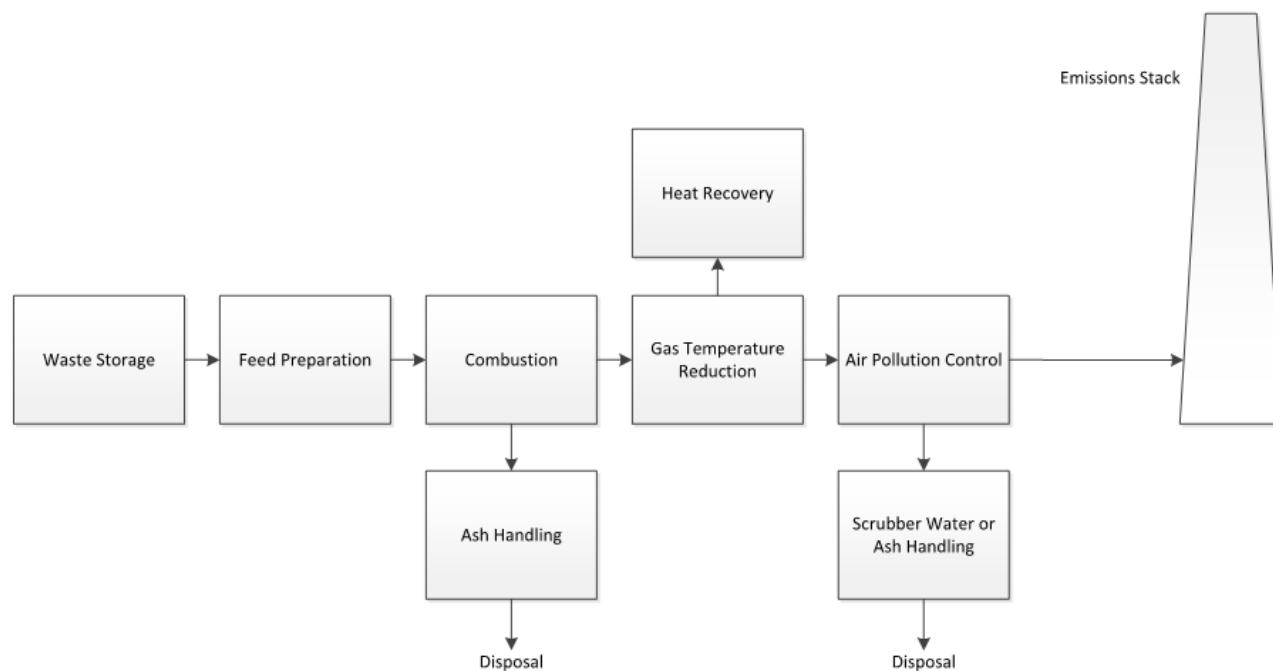 Emissions Stack
Heat Recovery
Waste Storage
Feed Preparation
Combustion
Gas Temperature
Reduction
Air Pollution Control
Ash Handling
Scrubber Water or
Ash Handling
Disposal
Disposal